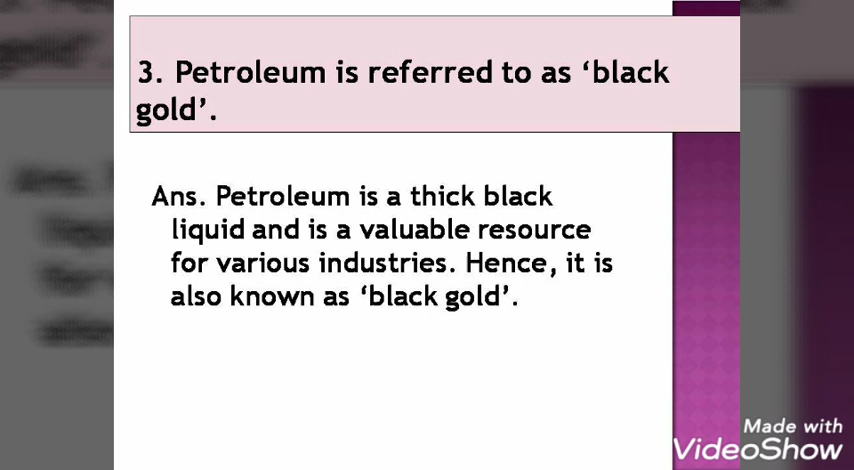 3. Petroleum is referred to as ‘black
gold’.
Ans. Petroleum is a thick black
liquid and is a valuable resource
for various industries. Hence, it is
also known as ‘black gold’.
Made with
VideoShow